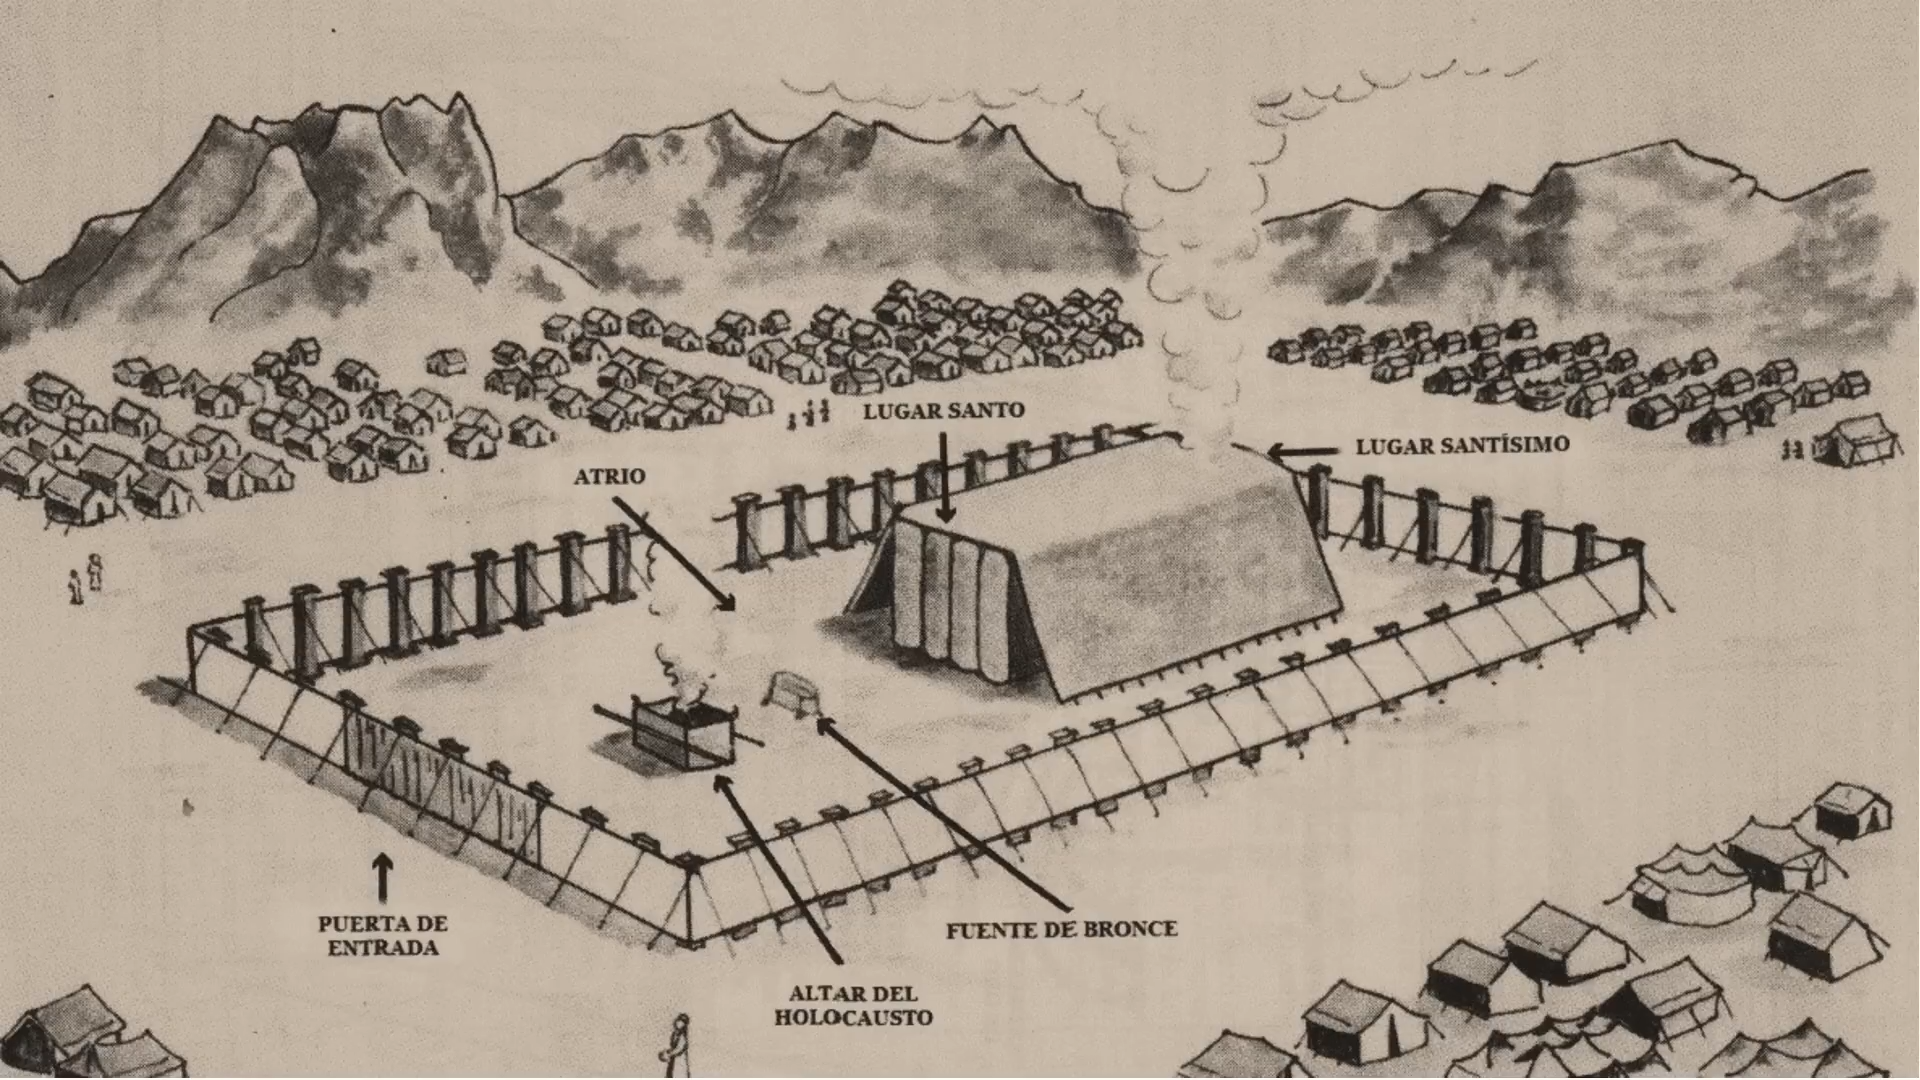 LUGAR SANTO
LUGAR SANTÍSIMO
ATRIO
PUERTA DE
ENTRADA
FUENTE DE BRONCE
ALTAR DEL
HOLOCAUSTO